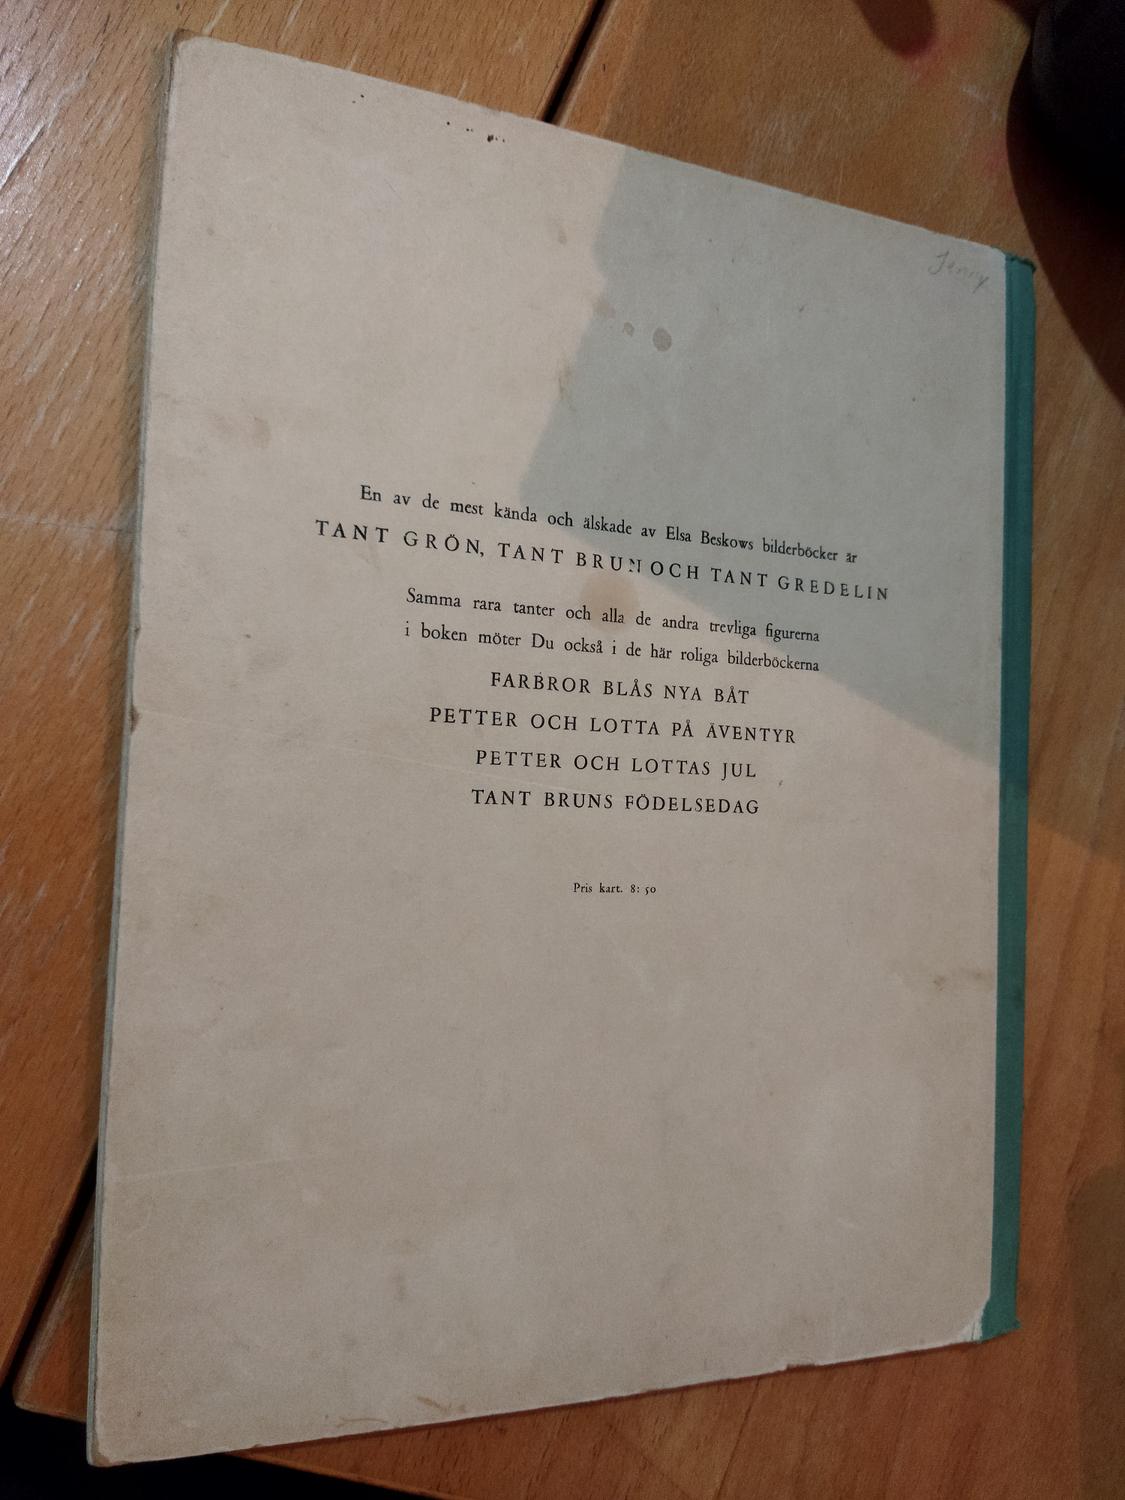 Jenny
En av de mest kända och älskade av Elsa Beskows bilderböcker är
TANT GRÖN, TANT BRUN OCH TANT GREDELIN
Samma rara tanter och alla de andra trevliga figurerna
i boken möter Du också i de här roliga bilderböckerna
FARBROR BLÅS NYA BÅT
PETTER OCH LOTTA PÅ ÄVENTYR
PETTER OCH LOTTAS JUL
TANT BRUNS FÖDELSEDAG
Pris kart. 8: 50